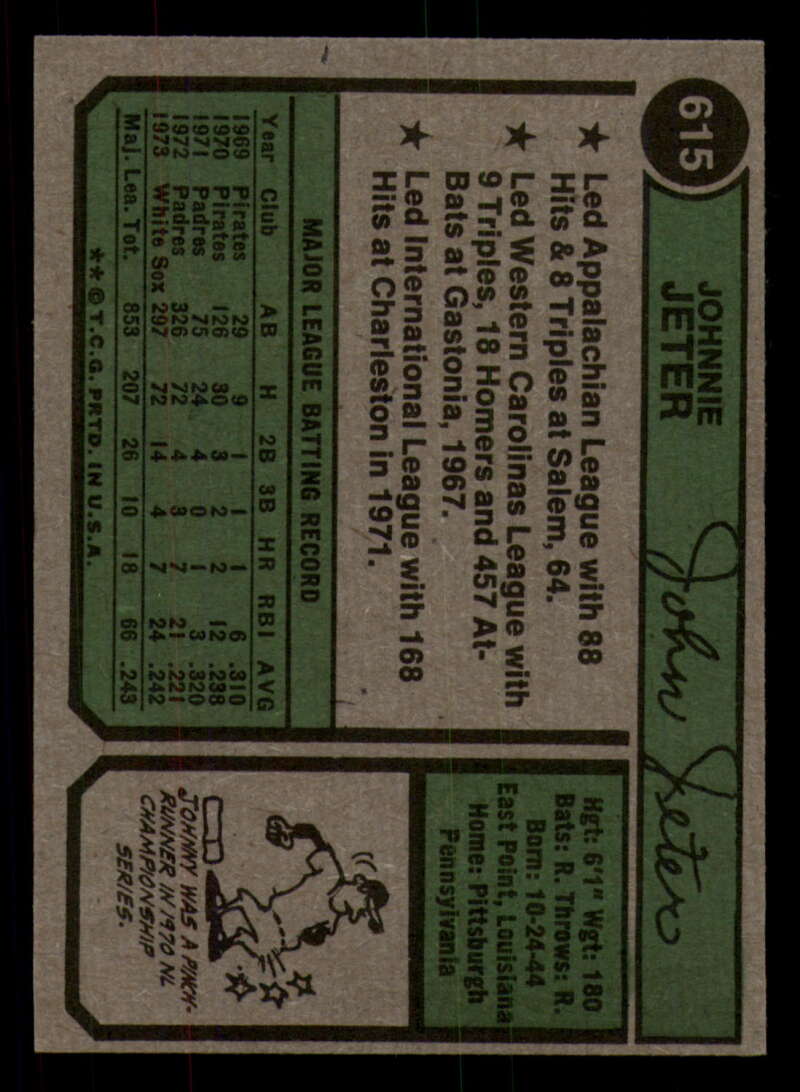 615
JOHNNIE
JETER
John Jeter
★ Led Appalachian League with 88
Hits & 8 Triples at Salem, 64.
★ Led Western Carolinas League with
9 Triples, 18 Homers and 457 At-
Bats at Gastonia, 1967.
★ Led International League with 168
Hits at Charleston in 1971.
MAJOR LEAGUE BATTING RECORD
Year Club AB H 2B 3B HR RBI AVG
1969 Pirates 29 9 1 1 1 6 .310
1970 Pirates 126 30 3 2 2 12 .238
1971 Padres 75 24 4 0 1 3 .320
1972 Padres 326 72 4 3 7 21 .221
1973 White Sox 297 72 14 4 7 24 .242
Maj. Lea. Tot. 853 207 26 10 18 66 .243
**© T.C.G. PRTD. IN U.S.A.
Hgt: 6'1" Wgt: 180
Bats: R. Throws: R.
Born: 10-24-44
East Point, Louisiana
Home: Pittsburgh
Pennsylvania
JOHNNY WAS A PINCH-
RUNNER IN 1970 NL
CHAMPIONSHIP
SERIES.